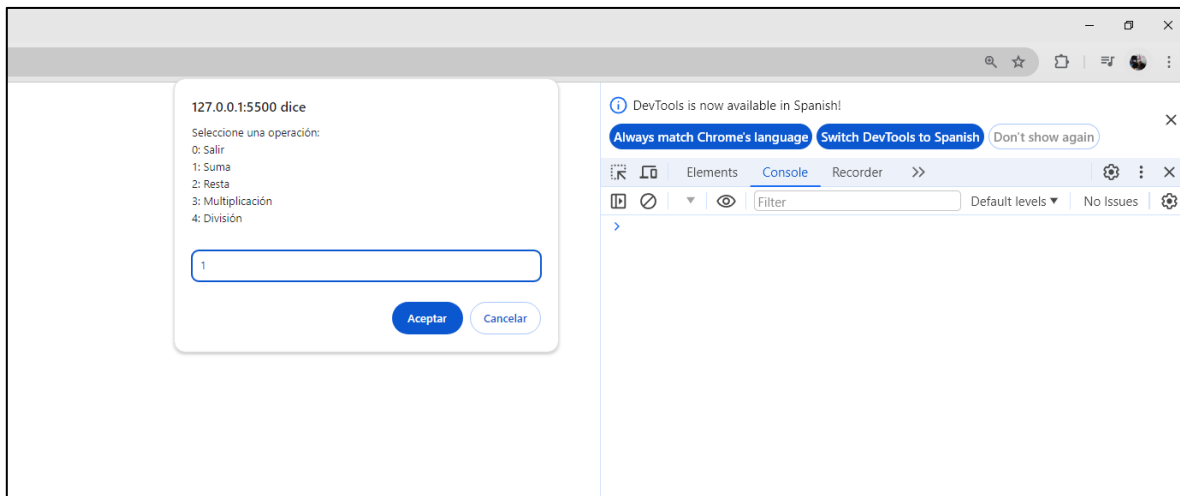 127.0.0.1:5500 dice
Seleccione una operación:
0: Salir
1: Suma
2: Resta
3: Multiplicación
4: División
1
Aceptar
Cancelar
DevTools is now available in Spanish!
Always match Chrome's language
Switch DevTools to Spanish
Don't show again
Elements
Console
Recorder
Filter
Default levels
No Issues